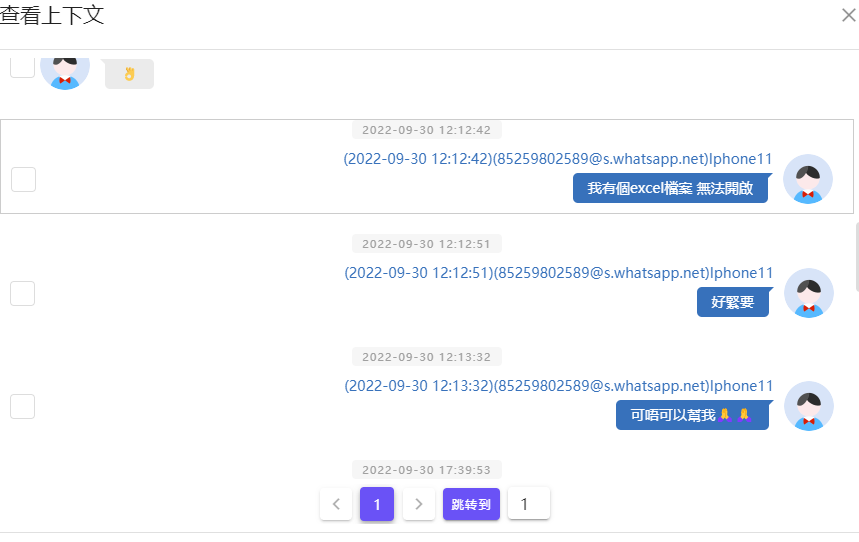 查看上下文
2022-09-30 12:12:42
(2022-09-30 12:12:42)(85259802589@s.whatsapp.net)Iphone11
我有個excel檔案 無法開啟
2022-09-30 12:12:51
(2022-09-30 12:12:51)(85259802589@s.whatsapp.net)Iphone11
好緊要
2022-09-30 12:13:32
(2022-09-30 12:13:32)(85259802589@s.whatsapp.net)Iphone11
可唔可以幫我🙏🙏
2022-09-30 17:39:53
1 跳转到 1